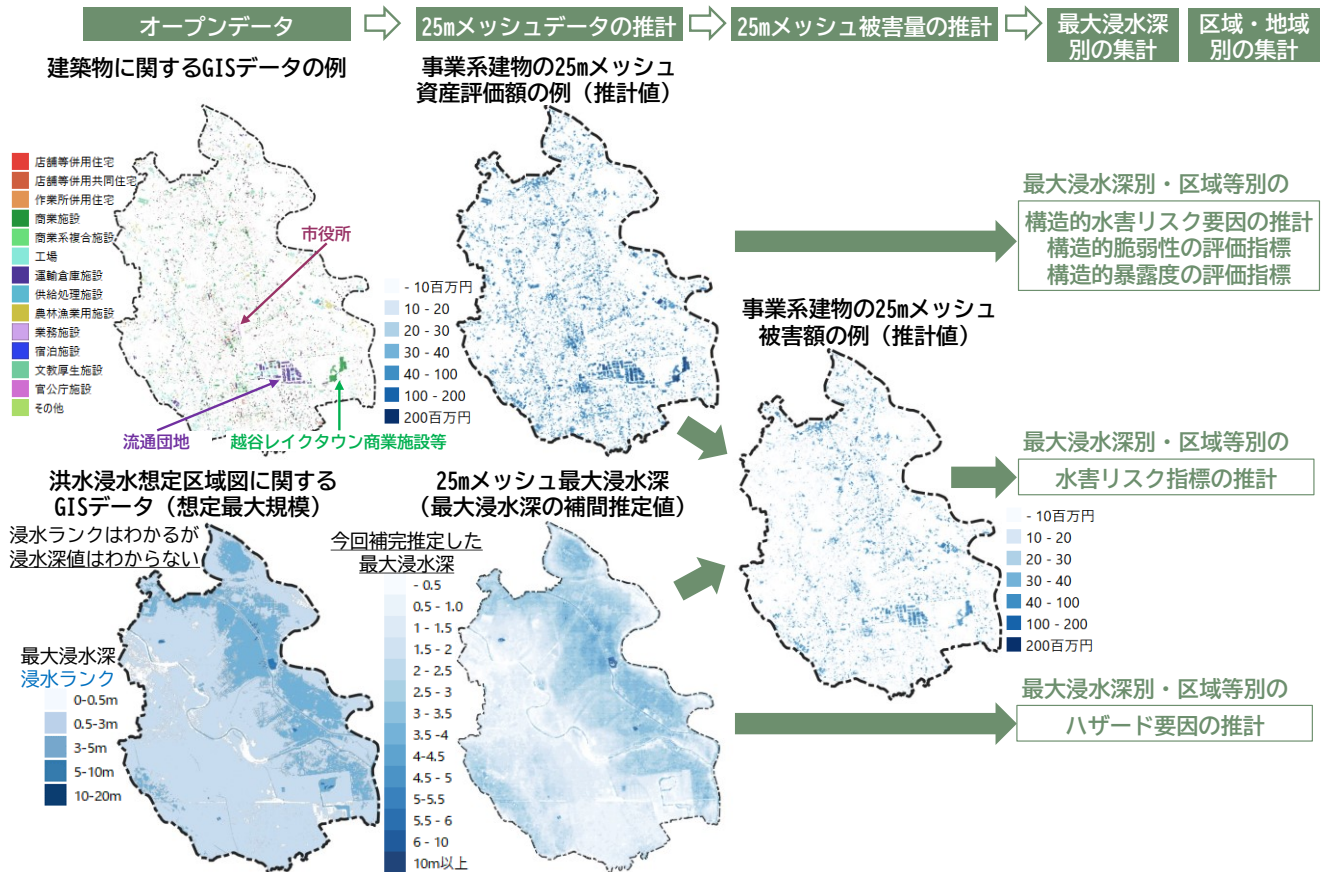 オープンデータ
25mメッシュデータの推計
25mメッシュ被害量の推計
最大浸水深
別の集計
区域・地域
別の集計
建築物に関するGISデータの例
店舗等併用住宅
店舗等併用共同住宅
作業所併用住宅
商業施設
商業系複合施設
工場
運輸倉庫施設
供給処理施設
農林漁業用施設
業務施設
宿泊施設
文教厚生施設
官公庁施設
その他
市役所
流通団地
越谷レイクタウン商業施設等
事業系建物の25mメッシュ
資産評価額の例（推計値）
- 10百万円
10 - 20
20 - 30
30 - 40
40 - 100
100 - 200
200百万円
最大浸水深別・区域等別の
構造的水害リスク要因の推計
構造的脆弱性の評価指標
構造的暴露度の評価指標
事業系建物の25mメッシュ
被害額の例（推計値）
- 10百万円
10 - 20
20 - 30
30 - 40
40 - 100
100 - 200
200百万円
最大浸水深別・区域等別の
水害リスク指標の推計
洪水浸水想定区域図に関する
GISデータ（想定最大規模）
浸水ランクはわかるが
浸水深値はわからない
最大浸水深
浸水ランク
0-0.5m
0.5-3m
3-5m
5-10m
10-20m
25mメッシュ最大浸水深
（最大浸水深の補間推定値）
今回補完推定した
最大浸水深
- 0.5
0.5 - 1.0
1 - 1.5
1.5 - 2
2 - 2.5
2.5 - 3
3 - 3.5
3.5 - 4
4-4.5
4.5 - 5
5-5.5
5.5 - 6
6 - 10
10m以上
最大浸水深別・区域等別の
ハザード要因の推計